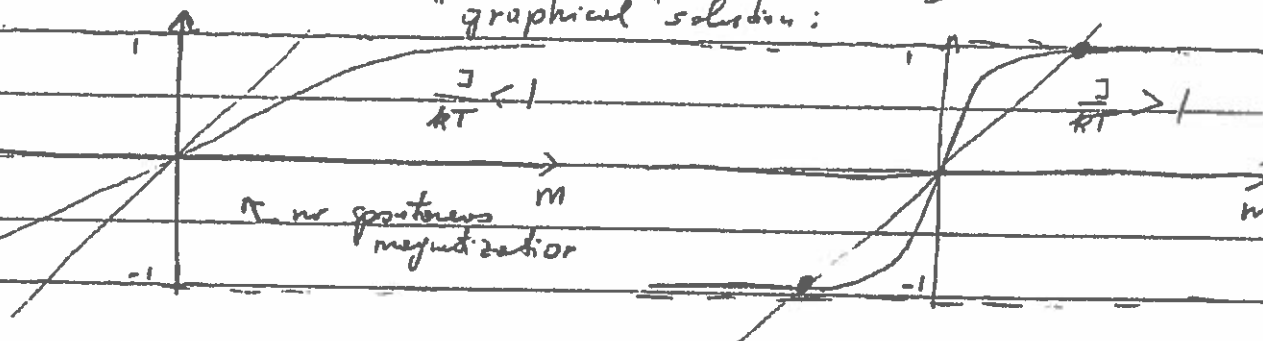 "graphical" solution:
1
J/kT < 1
1
J/kT > 1
m
m
↖ no spontaneous
magnetization
-1
-1